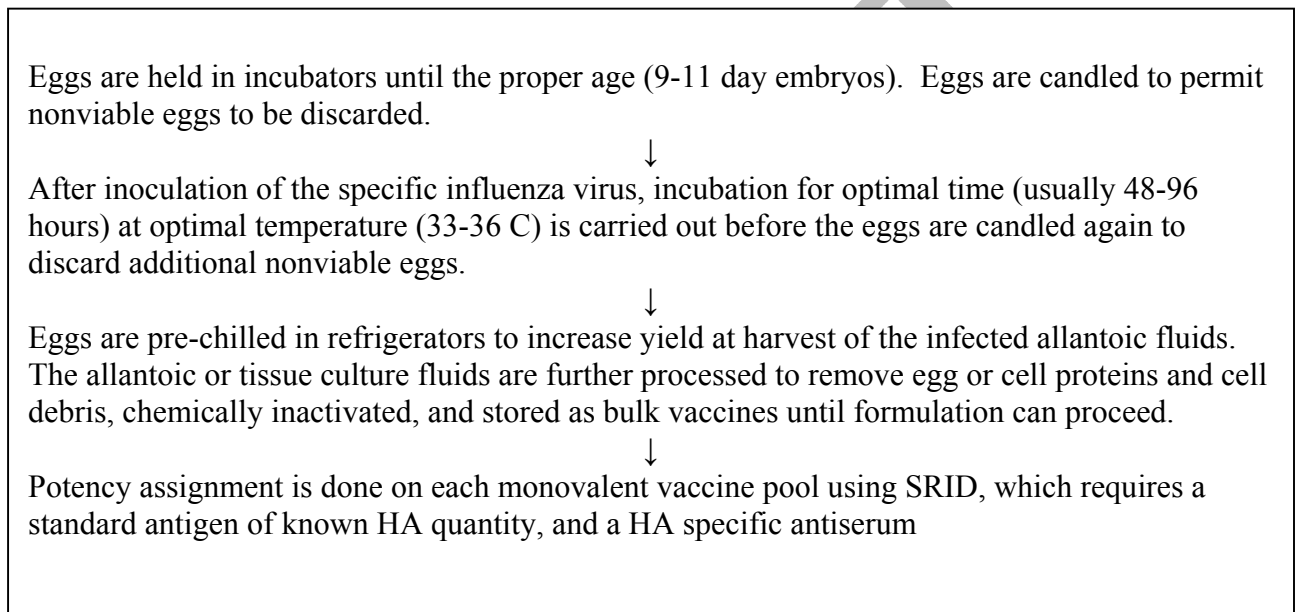 Eggs are held in incubators until the proper age (9-11 day embryos).  Eggs are candled to permit
nonviable eggs to be discarded.
↓
After inoculation of the specific influenza virus, incubation for optimal time (usually 48-96
hours) at optimal temperature (33-36 C) is carried out before the eggs are candled again to
discard additional nonviable eggs.
↓
Eggs are pre-chilled in refrigerators to increase yield at harvest of the infected allantoic fluids.
The allantoic or tissue culture fluids are further processed to remove egg or cell proteins and cell
debris, chemically inactivated, and stored as bulk vaccines until formulation can proceed.
↓
Potency assignment is done on each monovalent vaccine pool using SRID, which requires a
standard antigen of known HA quantity, and a HA specific antiserum